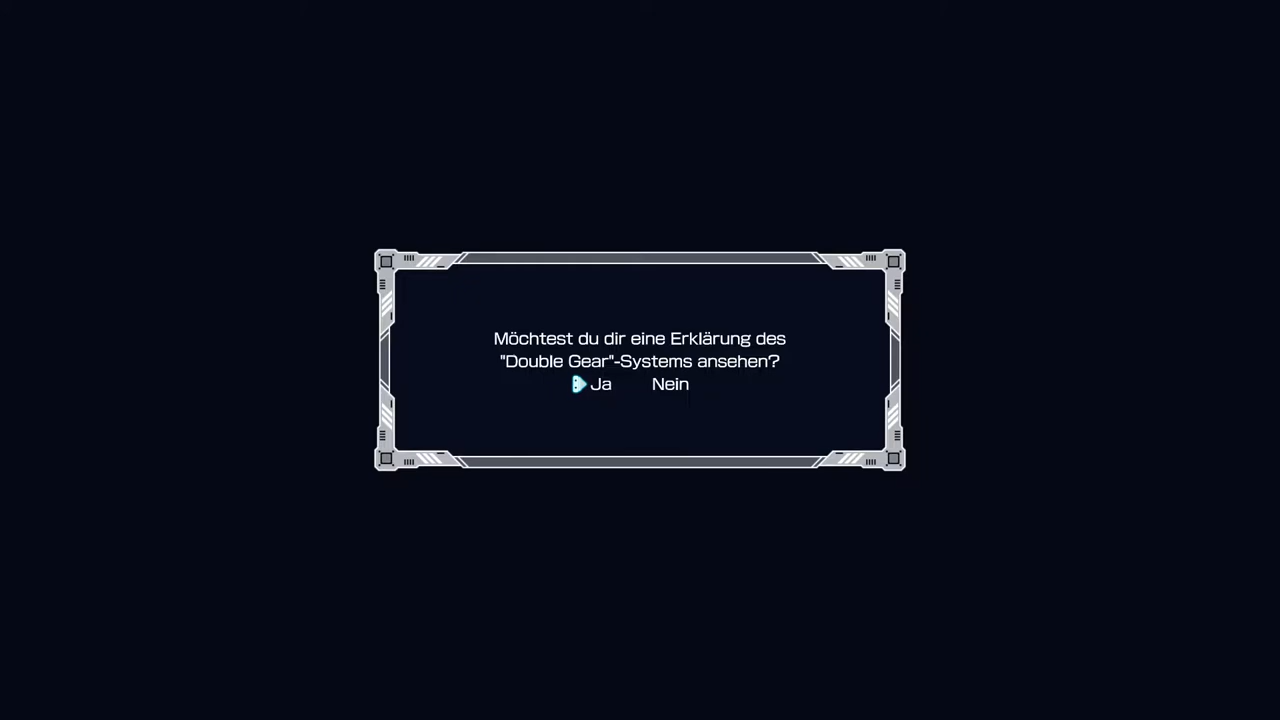 Möchtest du dir eine Erklärung des
"Double Gear"-Systems ansehen?
Ja Nein